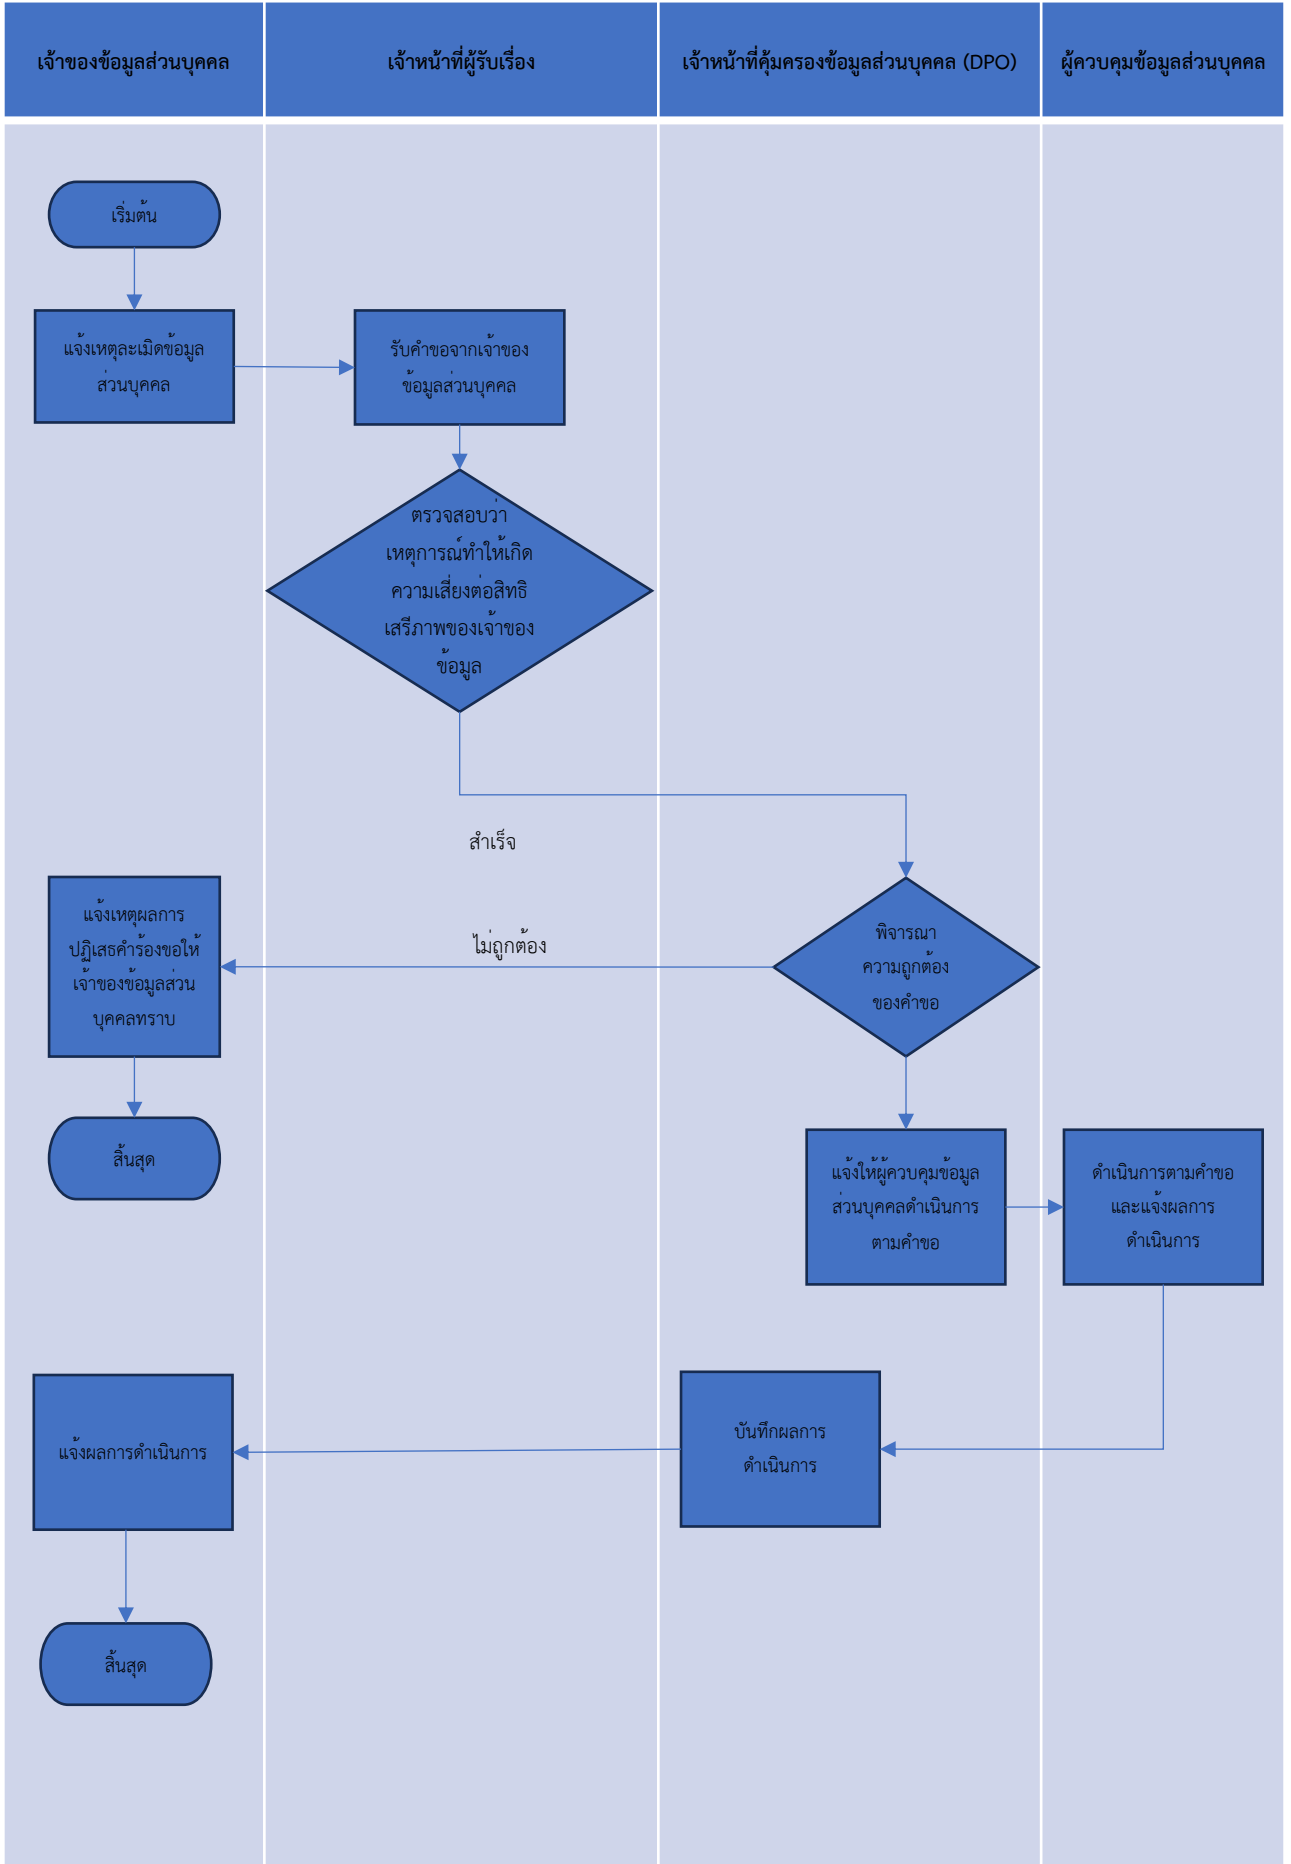 เจ้าของข้อมูลส่วนบุคคล
เจ้าหน้าที่ผู้รับเรื่อง
เจ้าหน้าที่คุ้มครองข้อมูลส่วนบุคคล (DPO)
ผู้ควบคุมข้อมูลส่วนบุคคล
เริ่มต้น
แจ้งเหตุละเมิดข้อมูล
ส่วนบุคคล
รับคำขอจากเจ้าของ
ข้อมูลส่วนบุคคล
ตรวจสอบว่า
เหตุการณ์ทำให้เกิด
ความเสี่ยงต่อสิทธิ
เสรีภาพของเจ้าของ
ข้อมูล
สำเร็จ
ไม่ถูกต้อง
พิจารณา
ความถูกต้อง
ของคำขอ
แจ้งเหตุผลการ
ปฏิเสธคำร้องขอให้
เจ้าของข้อมูลส่วน
บุคคลทราบ
สิ้นสุด
แจ้งให้ผู้ควบคุมข้อมูล
ส่วนบุคคลดำเนินการ
ตามคำขอ
ดำเนินการตามคำขอ
และแจ้งผลการ
ดำเนินการ
บันทึกผลการ
ดำเนินการ
แจ้งผลการดำเนินการ
สิ้นสุด